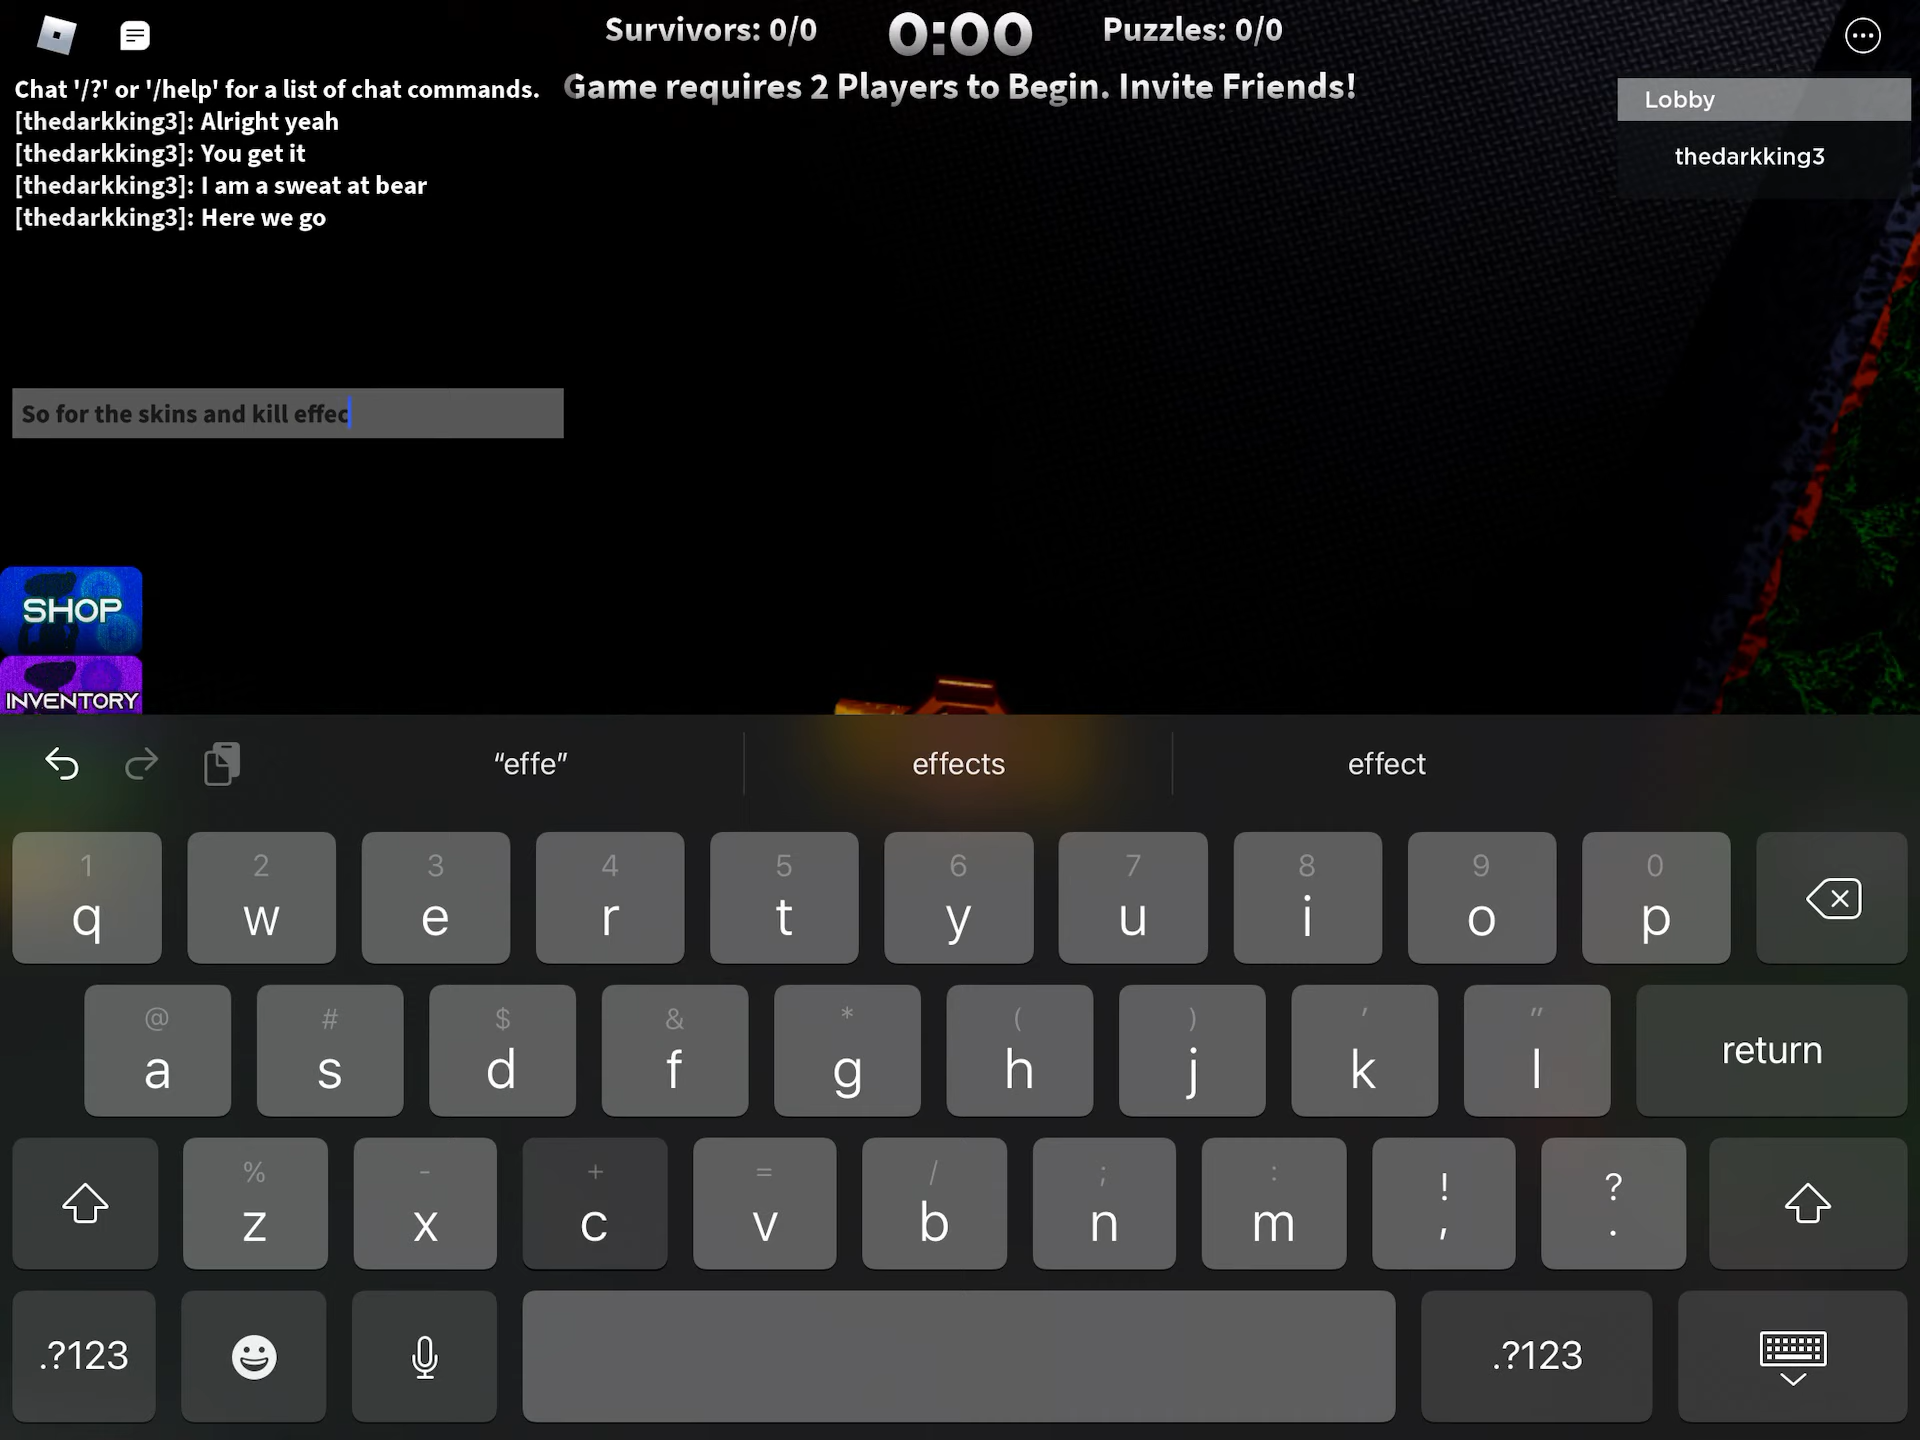 Survivors: 0/0
0:00
Puzzles: 0/0
Game requires 2 Players to Begin. Invite Friends!
Chat '/?' or '/help' for a list of chat commands.
[thedarkking3]: Alright yeah
[thedarkking3]: You get it
[thedarkking3]: I am a sweat at bear
[thedarkking3]: Here we go
Lobby
thedarkking3
So for the skins and kill effec
SHOP
INVENTORY
“effe” effects effect
1 2 3 4 5 6 7 8 9 0
q w e r t y u i o p
@ # $ & * ( ) ' "
a s d f g h j k l return
% - + = / ; : ! ?
z x c v b n m , .
.?123 .?123